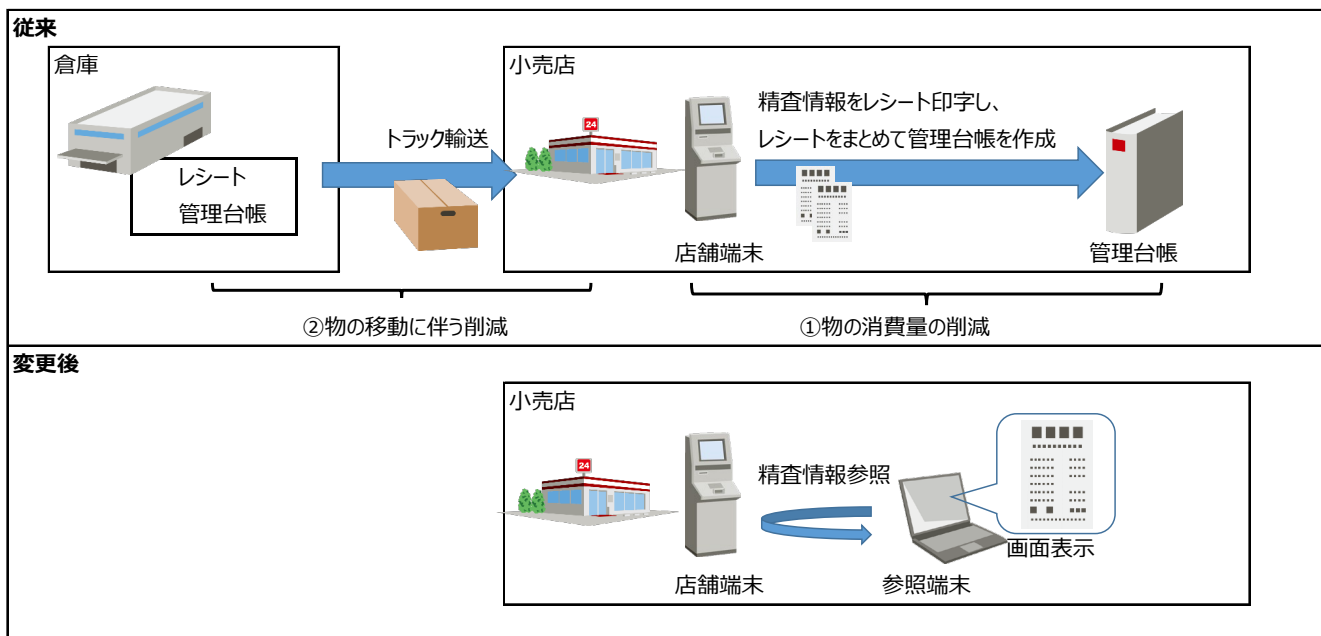 従来
倉庫
レシート
管理台帳
トラック輸送
小売店
24
店舗端末
精査情報をレシート印字し、
レシートをまとめて管理台帳を作成
管理台帳
②物の移動に伴う削減
①物の消費量の削減
変更後
小売店
24
店舗端末
精査情報参照
参照端末
画面表示